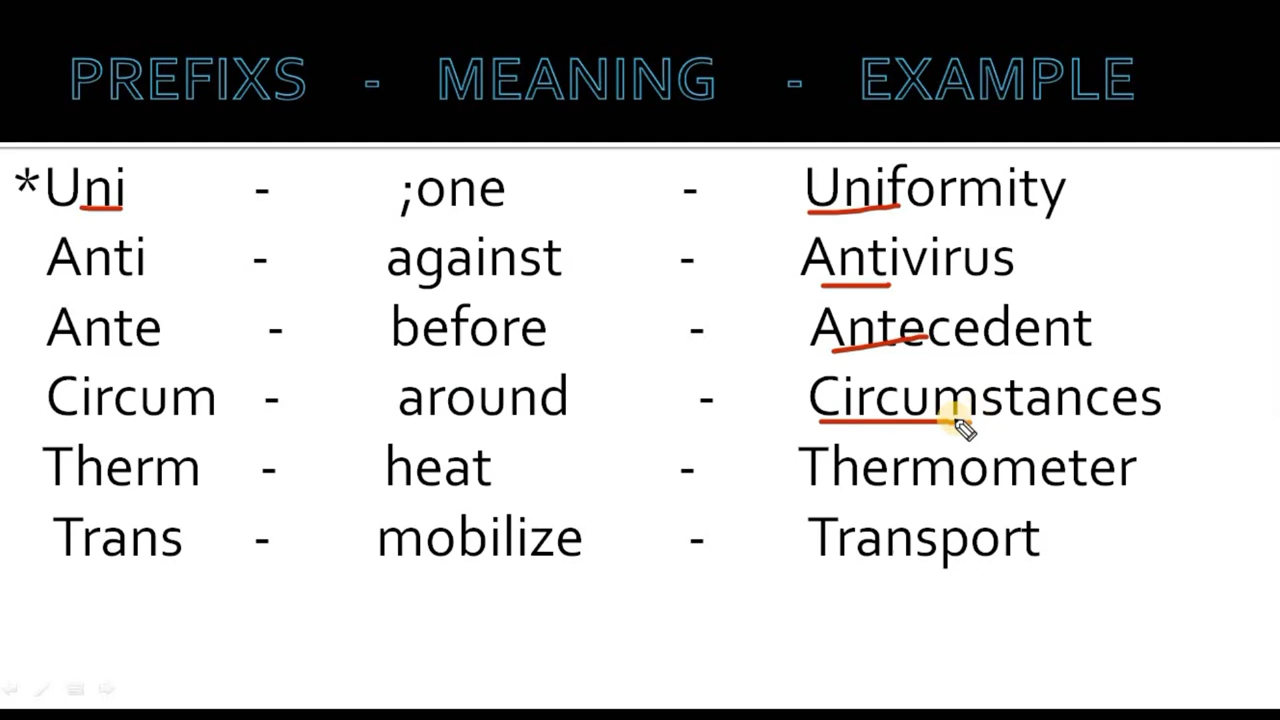 PREFIXS - MEANING - EXAMPLE
*Uni - ;one - Uniformity
Anti - against - Antivirus
Ante - before - Antecedent
Circum - around - Circumstances
Therm - heat - Thermometer
Trans - mobilize - Transport